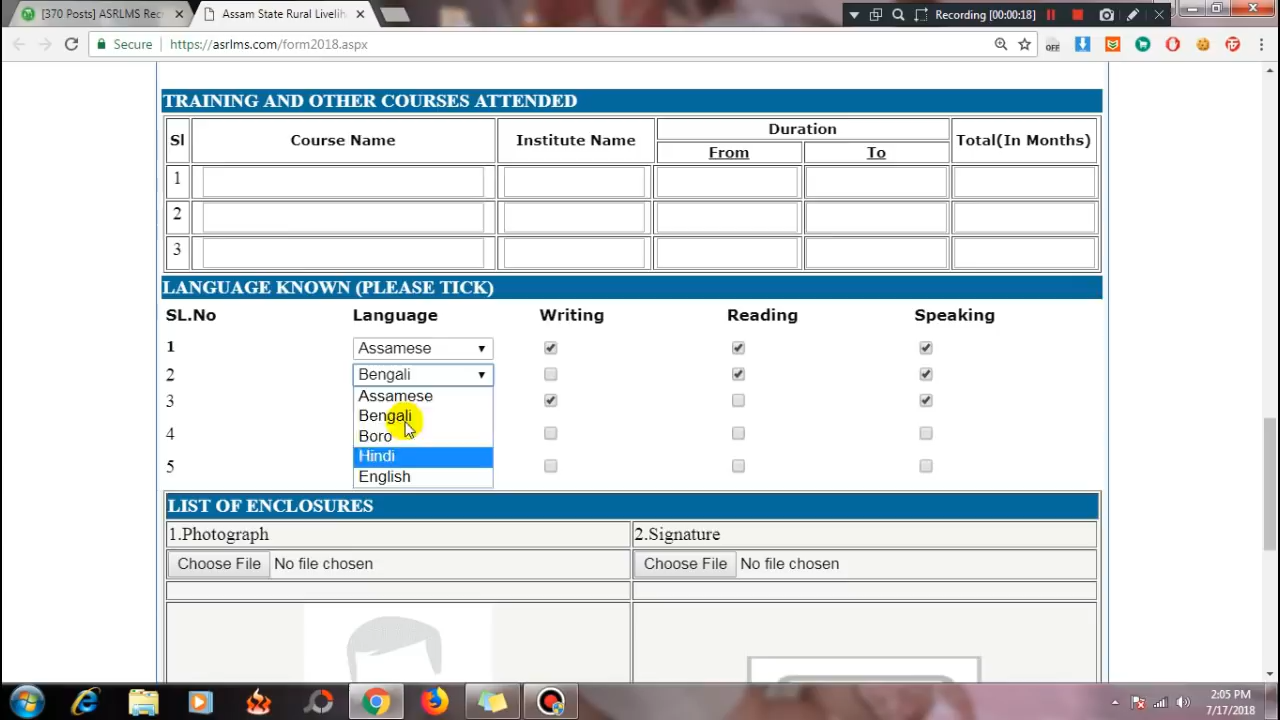 [370 Posts] ASRLMS Rec
Assam State Rural Livelih
Recording [00:00:18]
Secure
https://asrlms.com/form2018.aspx
OFF
TRAINING AND OTHER COURSES ATTENDED
Sl
Course Name
Institute Name
Duration
From
To
Total(In Months)
1
2
3
LANGUAGE KNOWN (PLEASE TICK)
SL.No Language Writing Reading Speaking
1 Assamese
2 Bengali
Assamese
3
Bengali
4 Boro
Hindi
5
English
LIST OF ENCLOSURES
1.Photograph 2.Signature
Choose File No file chosen Choose File No file chosen
2:05 PM
7/17/2018